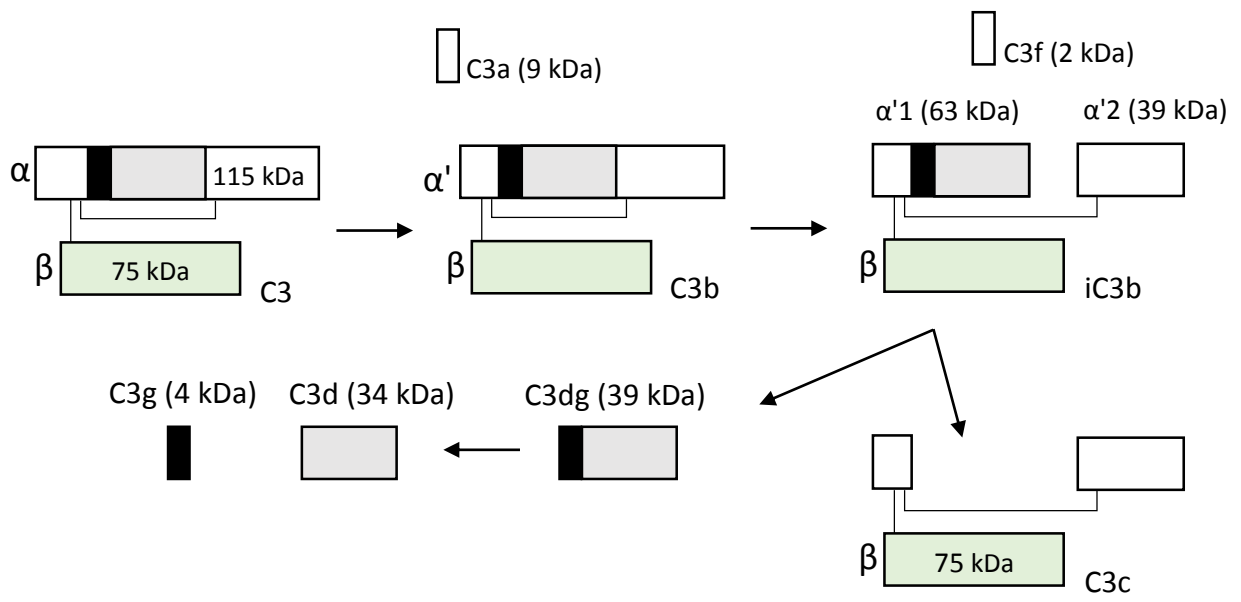 C3a (9 kDa)
C3f (2 kDa)
α'1 (63 kDa)
α'2 (39 kDa)
α
115 kDa
α'
β
75 kDa
C3
β
C3b
β
iC3b
C3g (4 kDa)
C3d (34 kDa)
C3dg (39 kDa)
β
75 kDa
C3c